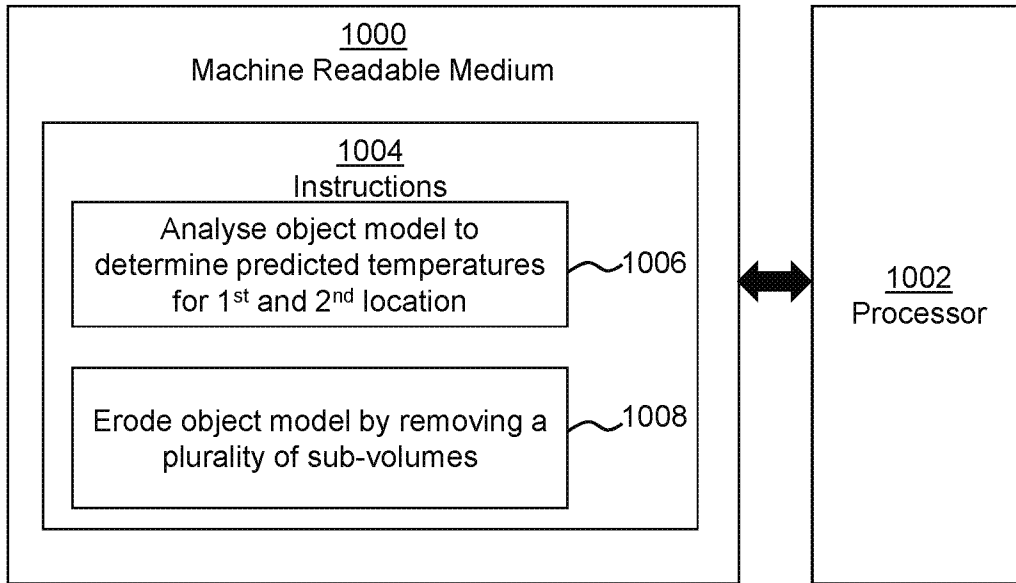 1000
Machine Readable Medium
1004
Instructions
Analyse object model to
determine predicted temperatures
for 1st and 2nd location
1006
Erode object model by removing a
plurality of sub-volumes
1008
1002
Processor